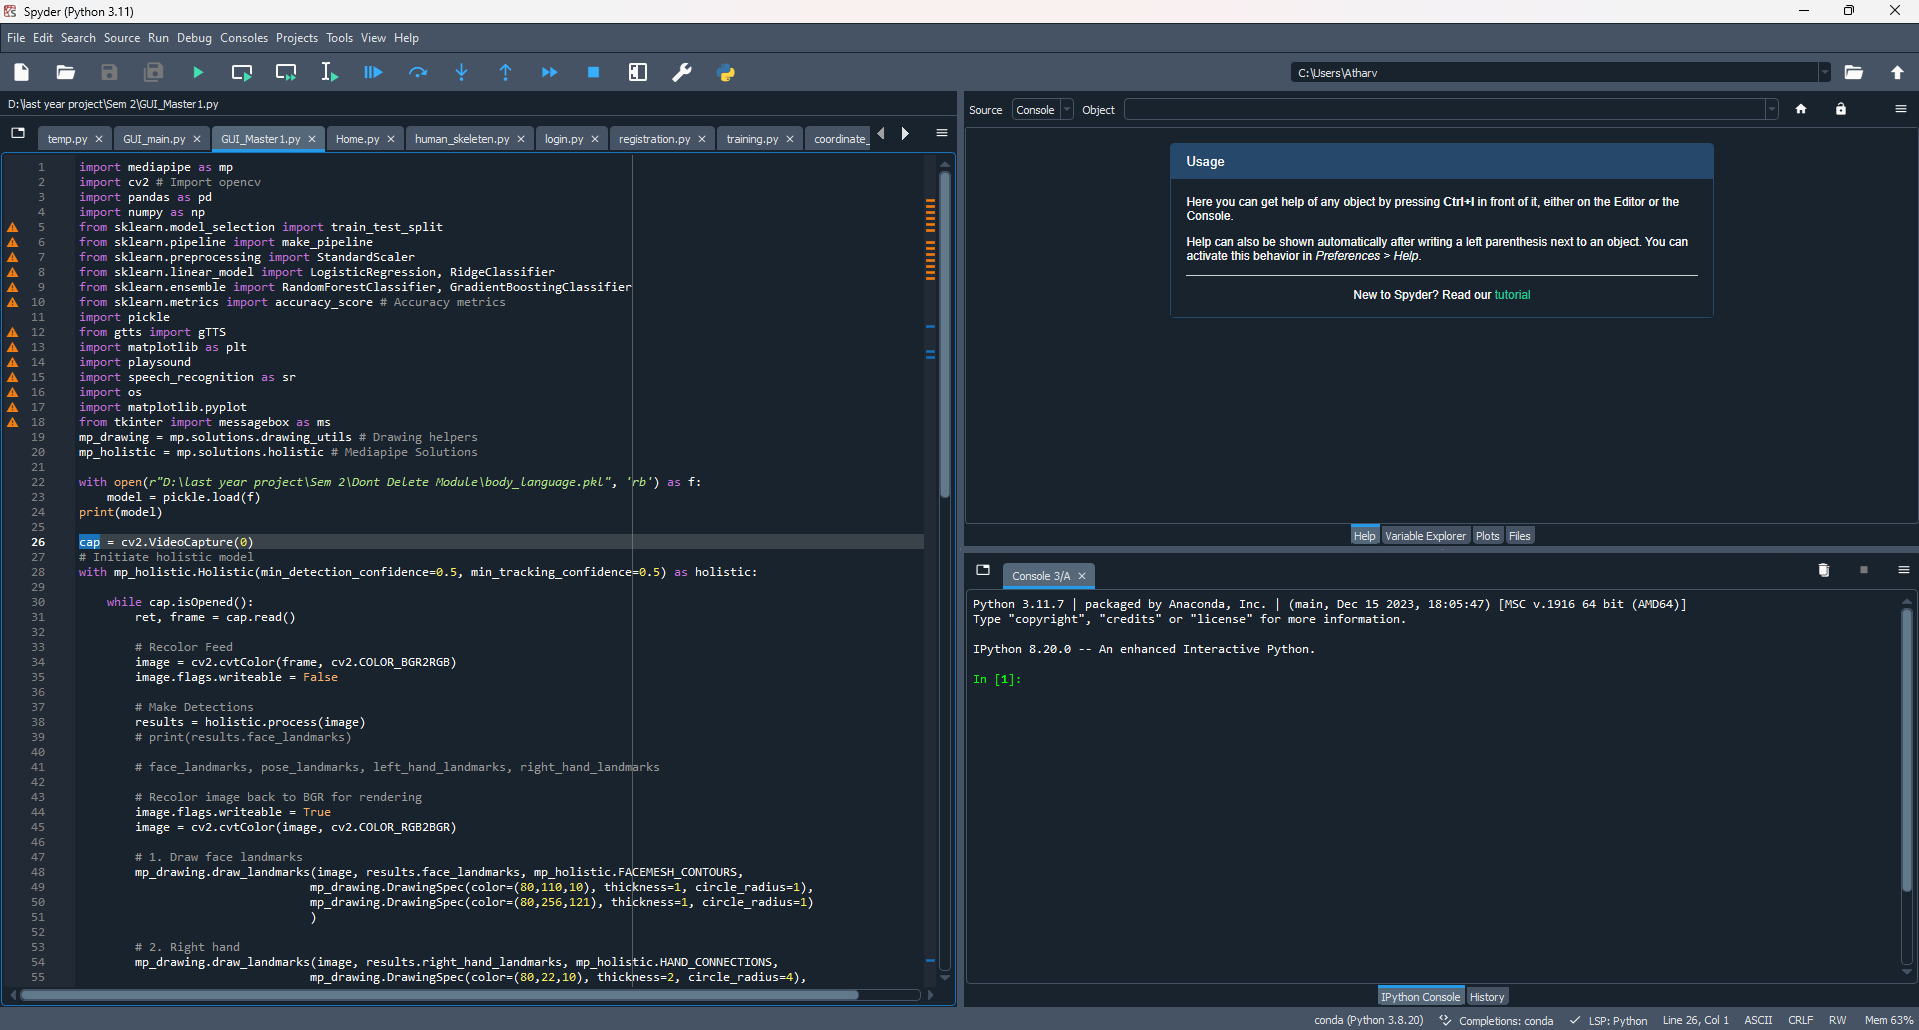 Spyder (Python 3.11)
File Edit Search Source Run Debug Consoles Projects Tools View Help
C:\Users\Atharv
D:\last year project\Sem 2\GUI_Master1.py
temp.py GUI_main.py GUI_Master1.py Home.py human_skeleten.py login.py registration.py training.py coordinate_
1 import mediapipe as mp
2 import cv2 # Import opencv
3 import pandas as pd
4 import numpy as np
5 from sklearn.model_selection import train_test_split
6 from sklearn.pipeline import make_pipeline
7 from sklearn.preprocessing import StandardScaler
8 from sklearn.linear_model import LogisticRegression, RidgeClassifier
9 from sklearn.ensemble import RandomForestClassifier, GradientBoostingClassifier
10 from sklearn.metrics import accuracy_score # Accuracy metrics
11 import pickle
12 from gtts import gTTS
13 import matplotlib as plt
14 import playsound
15 import speech_recognition as sr
16 import os
17 import matplotlib.pyplot
18 from tkinter import messagebox as ms
19 mp_drawing = mp.solutions.drawing_utils # Drawing helpers
20 mp_holistic = mp.solutions.holistic # Mediapipe Solutions
21
22 with open(r"D:\last year project\Sem 2\Dont Delete Module\body_language.pkl", 'rb') as f:
23     model = pickle.load(f)
24 print(model)
25
26 cap = cv2.VideoCapture(0)
27 # Initiate holistic model
28 with mp_holistic.Holistic(min_detection_confidence=0.5, min_tracking_confidence=0.5) as holistic:
29
30     while cap.isOpened():
31         ret, frame = cap.read()
32
33         # Recolor Feed
34         image = cv2.cvtColor(frame, cv2.COLOR_BGR2RGB)
35         image.flags.writeable = False
36
37         # Make Detections
38         results = holistic.process(image)
39         # print(results.face_landmarks)
40
41         # face_landmarks, pose_landmarks, left_hand_landmarks, right_hand_landmarks
42
43         # Recolor image back to BGR for rendering
44         image.flags.writeable = True
45         image = cv2.cvtColor(image, cv2.COLOR_RGB2BGR)
46
47         # 1. Draw face landmarks
48         mp_drawing.draw_landmarks(image, results.face_landmarks, mp_holistic.FACEMESH_CONTOURS,
49                                  mp_drawing.DrawingSpec(color=(80,110,10), thickness=1, circle_radius=1),
50                                  mp_drawing.DrawingSpec(color=(80,256,121), thickness=1, circle_radius=1)
51                                  )
52
53         # 2. Right hand
54         mp_drawing.draw_landmarks(image, results.right_hand_landmarks, mp_holistic.HAND_CONNECTIONS,
55                                  mp_drawing.DrawingSpec(color=(80,22,10), thickness=2, circle_radius=4),
Source Console Object
Usage
Here you can get help of any object by pressing Ctrl+I in front of it, either on the Editor or the
Console.
Help can also be shown automatically after writing a left parenthesis next to an object. You can
activate this behavior in Preferences > Help.
New to Spyder? Read our tutorial
Help Variable Explorer Plots Files
Console 3/A
Python 3.11.7 | packaged by Anaconda, Inc. | (main, Dec 15 2023, 18:05:47) [MSC v.1916 64 bit (AMD64)]
Type "copyright", "credits" or "license" for more information.
IPython 8.20.0 -- An enhanced Interactive Python.
In [1]:
IPython Console History
conda (Python 3.8.20) Completions: conda LSP: Python Line 26, Col 1 ASCII CRLF RW Mem 63%